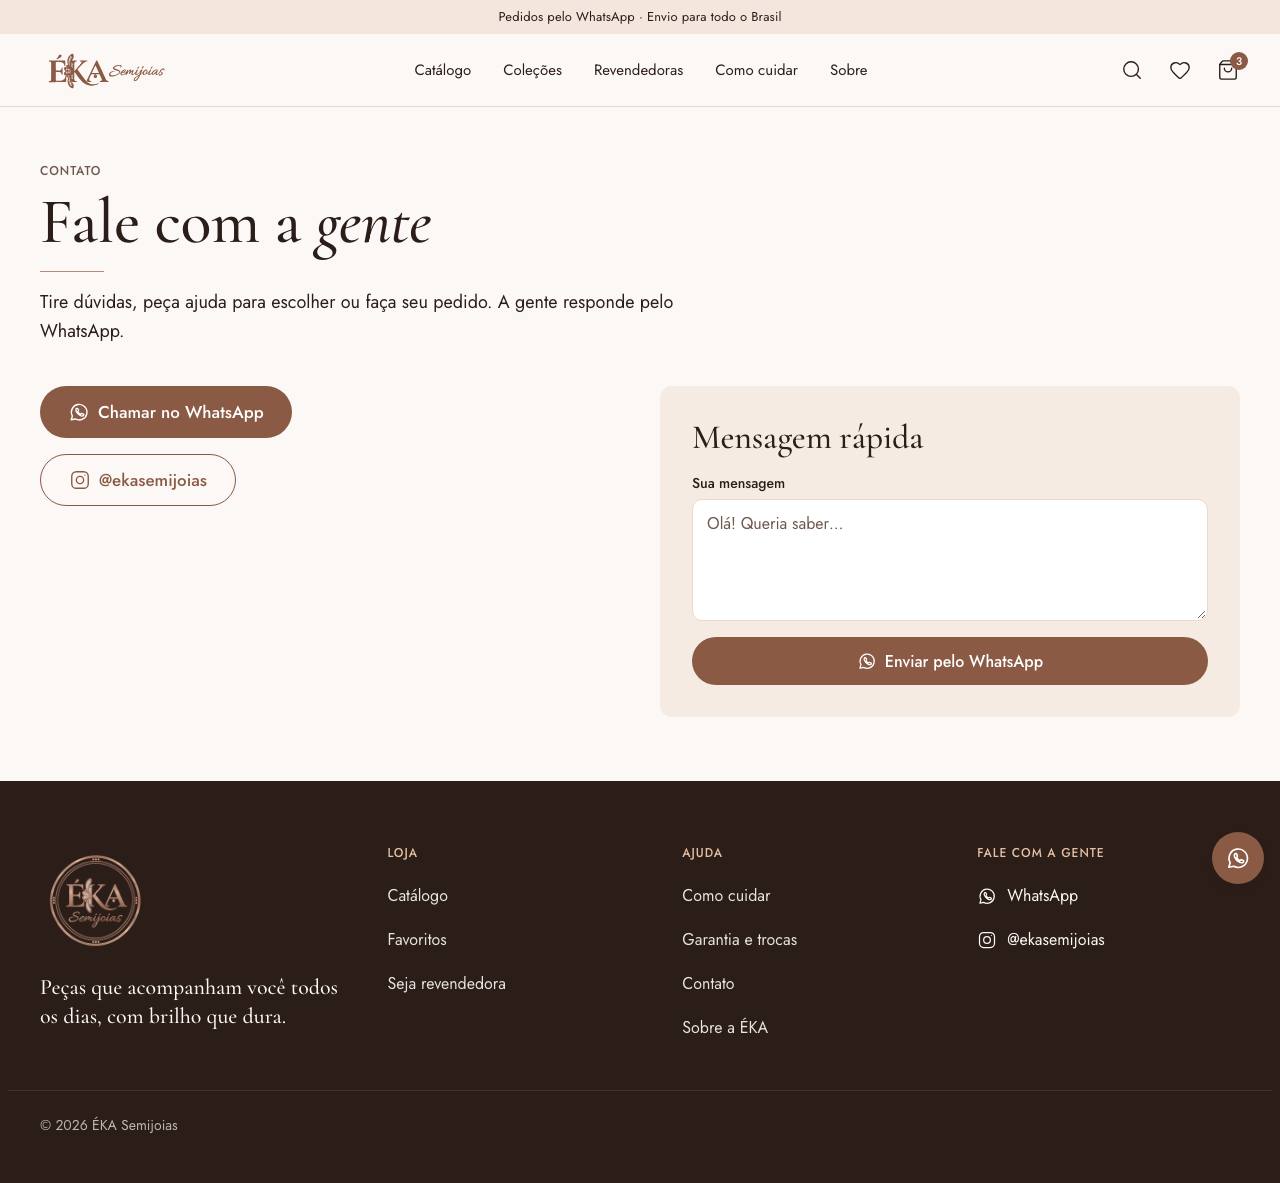 Pedidos pelo WhatsApp · Envio para todo o Brasil
ÉKA Semijoias
Catálogo
Coleções
Revendedoras
Como cuidar
Sobre
3
CONTATO
Fale com a gente
Tire dúvidas, peça ajuda para escolher ou faça seu pedido. A gente responde pelo
WhatsApp.
Chamar no WhatsApp
@ekasemijoias
Mensagem rápida
Sua mensagem
Olá! Queria saber…
Enviar pelo WhatsApp
ÉKA
Semijoias
Peças que acompanham você todos
os dias, com brilho que dura.
LOJA
Catálogo
Favoritos
Seja revendedora
AJUDA
Como cuidar
Garantia e trocas
Contato
Sobre a ÉKA
FALE COM A GENTE
WhatsApp
@ekasemijoias
© 2026 ÉKA Semijoias